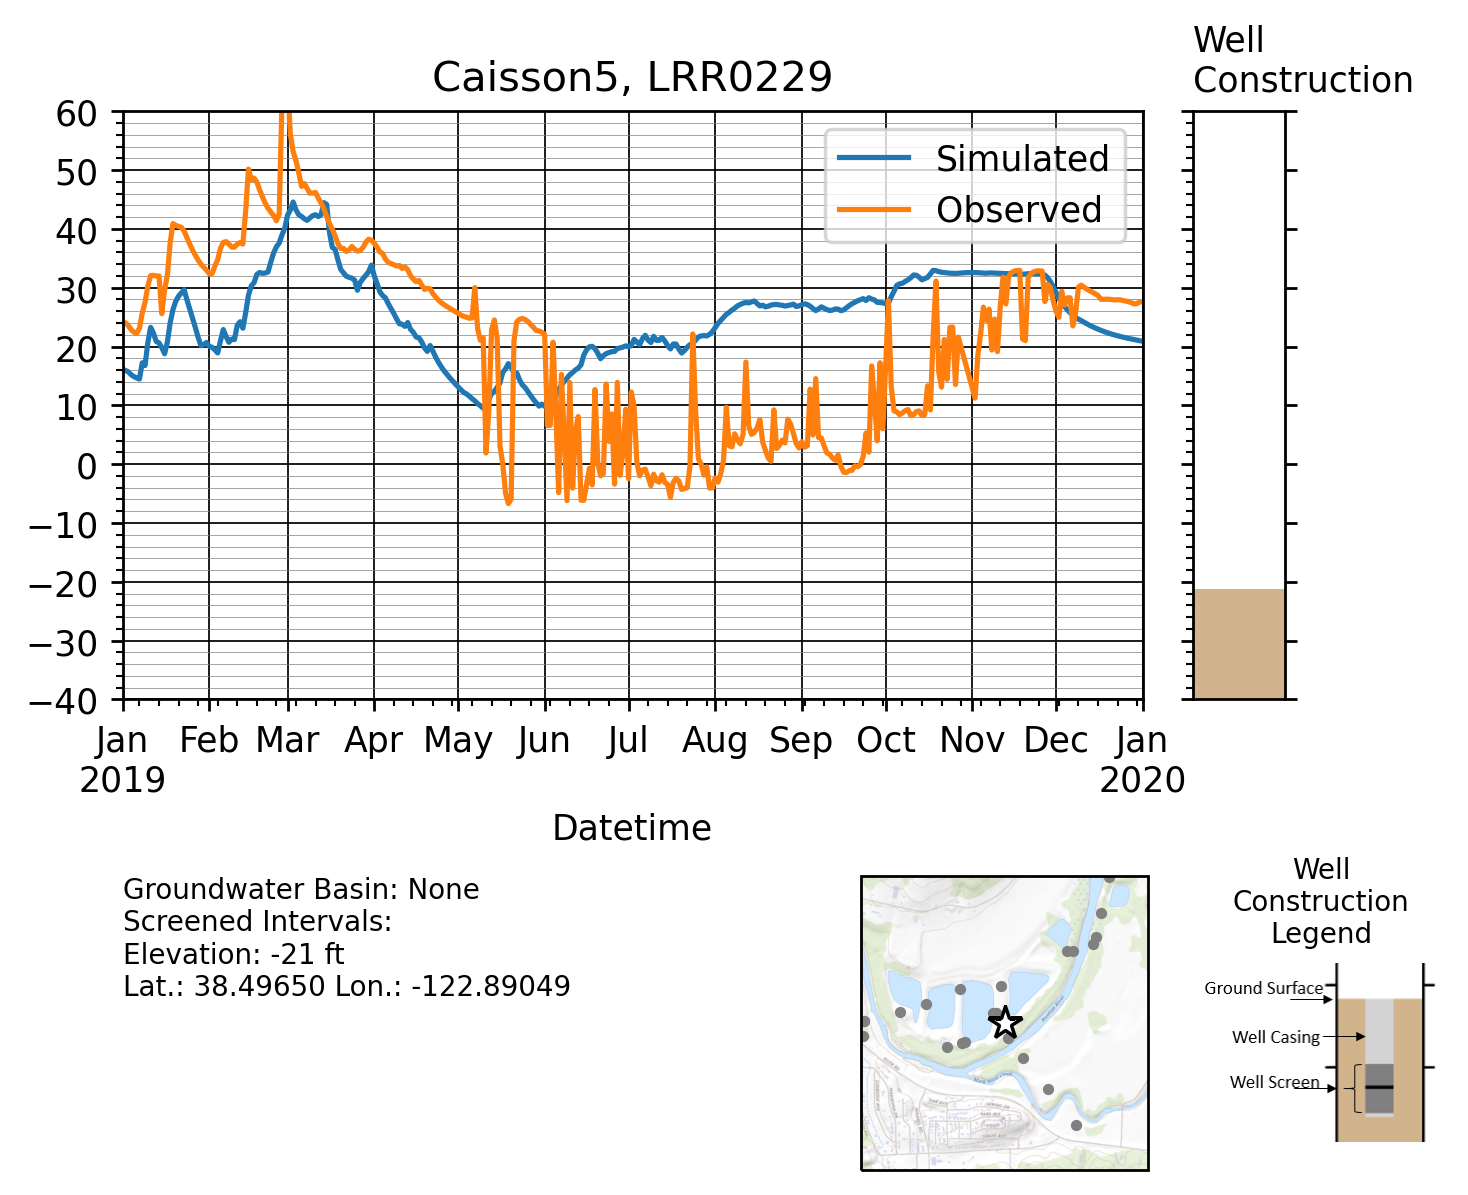 Well
Construction
Caisson5, LRR0229
60
50
40
30
20
10
0
−10
−20
−30
−40
Simulated
Observed
Jan Feb Mar Apr May Jun Jul Aug Sep Oct Nov Dec Jan
2019 2020
Datetime
Groundwater Basin: None
Screened Intervals:
Elevation: -21 ft
Lat.: 38.49650 Lon.: -122.89049
Well
Construction
Legend
Ground Surface
Well Casing
Well Screen